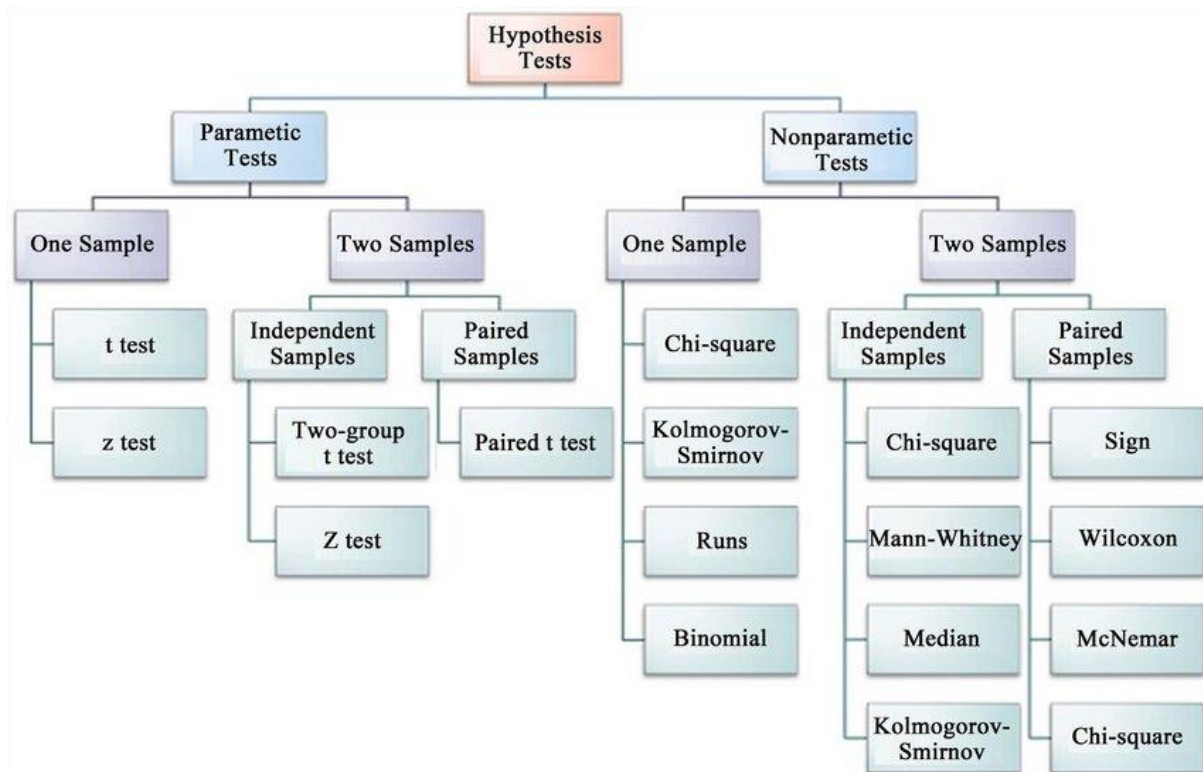 Hypothesis
Tests
Parametic
Tests
Nonparametic
Tests
One Sample
Two Samples
One Sample
Two Samples
t test
z test
Independent
Samples
Paired
Samples
Two-group
t test
Z test
Paired t test
Chi-square
Kolmogorov-
Smirnov
Runs
Binomial
Independent
Samples
Paired
Samples
Chi-square
Mann-Whitney
Median
Kolmogorov-
Smirnov
Sign
Wilcoxon
McNemar
Chi-square